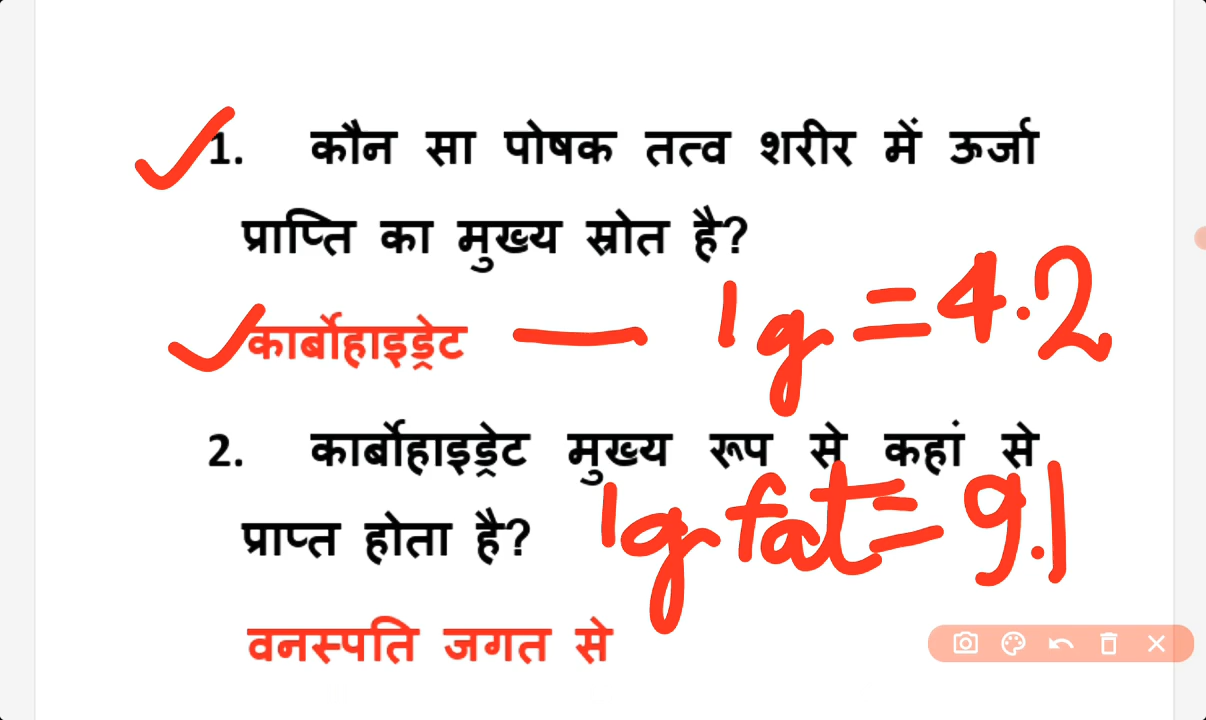 1. कौन सा पोषक तत्व शरीर में ऊर्जा
प्राप्ति का मुख्य स्रोत है?
कार्बोहाइड्रेट — 1g = 4.2
2. कार्बोहाइड्रेट मुख्य रूप से कहां से
प्राप्त होता है?
1g fat = 9.1
वनस्पति जगत से